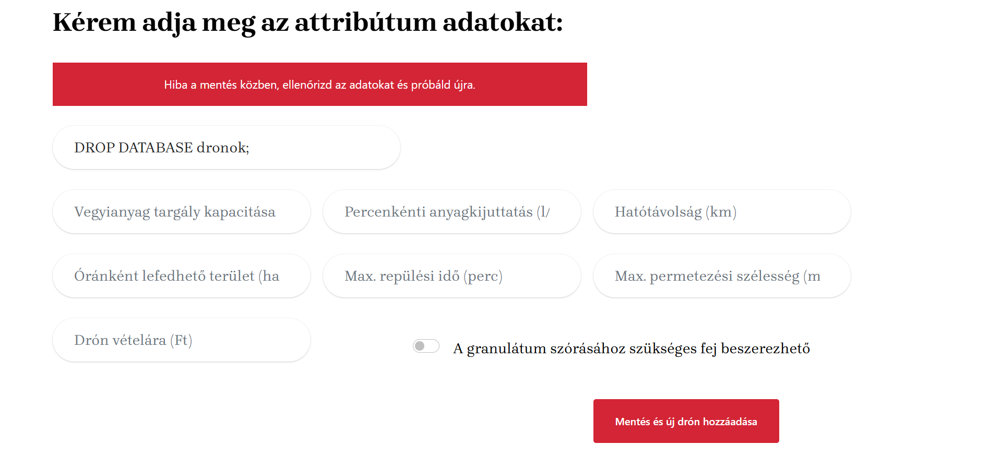 Kérem adja meg az attribútum adatokat:
Hiba a mentés közben, ellenőrizd az adatokat és próbáld újra.
DROP DATABASE dronok;
Vegyianyag targály kapacitása
Percenkénti anyagkijuttatás (l/
Hatótávolság (km)
Óránként lefedhető terület (ha
Max. repülési idő (perc)
Max. permetezési szélesség (m
Drón vételára (Ft)
A granulátum szórásához szükséges fej beszerezhető
Mentés és új drón hozzáadása